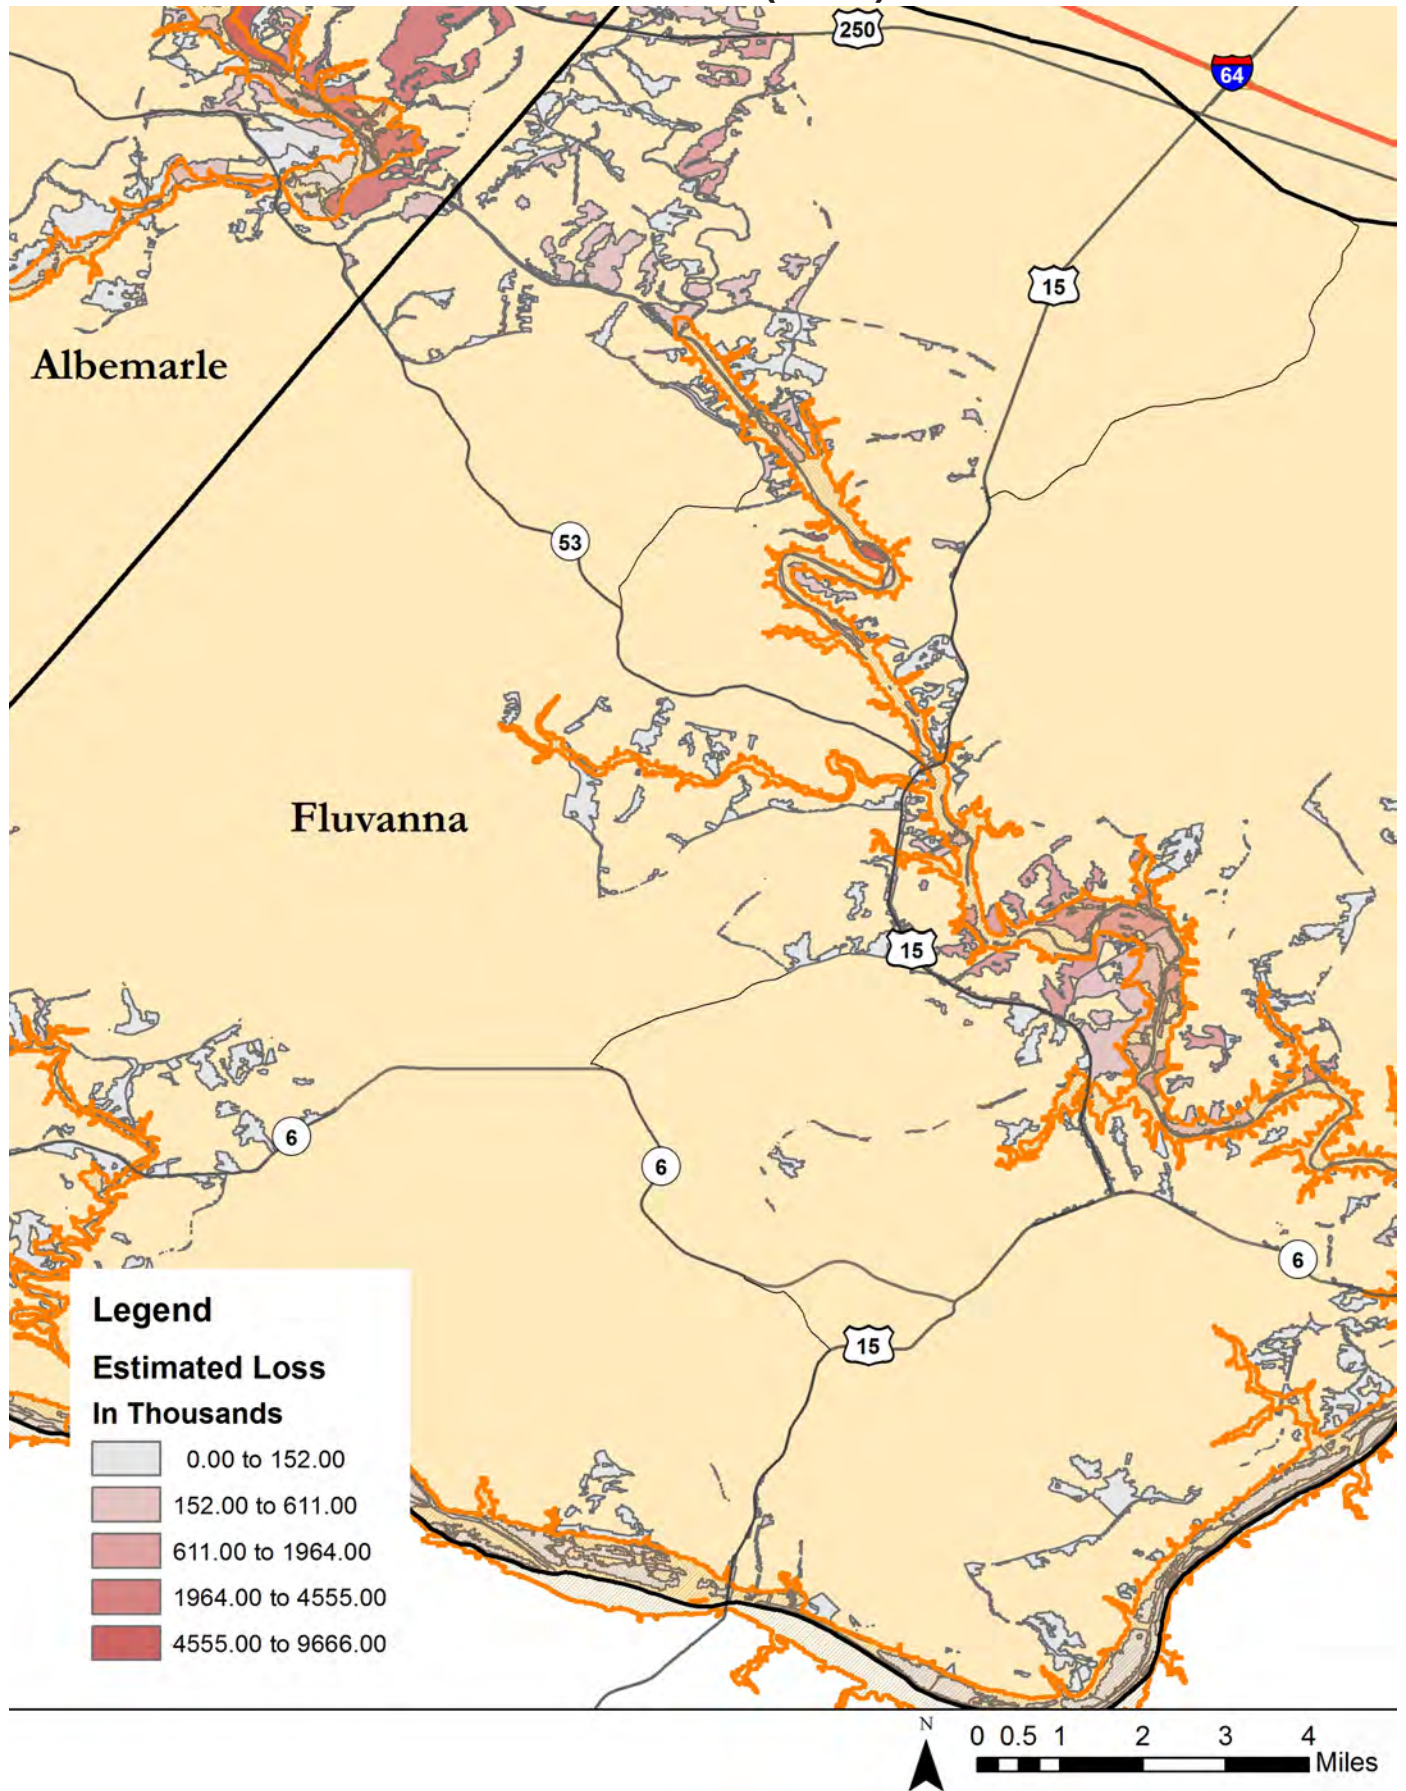 250
64
15
Albemarle
53
Fluvanna
15
6
6
6
15
Legend
Estimated Loss
In Thousands
0.00 to 152.00
152.00 to 611.00
611.00 to 1964.00
1964.00 to 4555.00
4555.00 to 9666.00
N
0 0.5 1 2 3 4
Miles